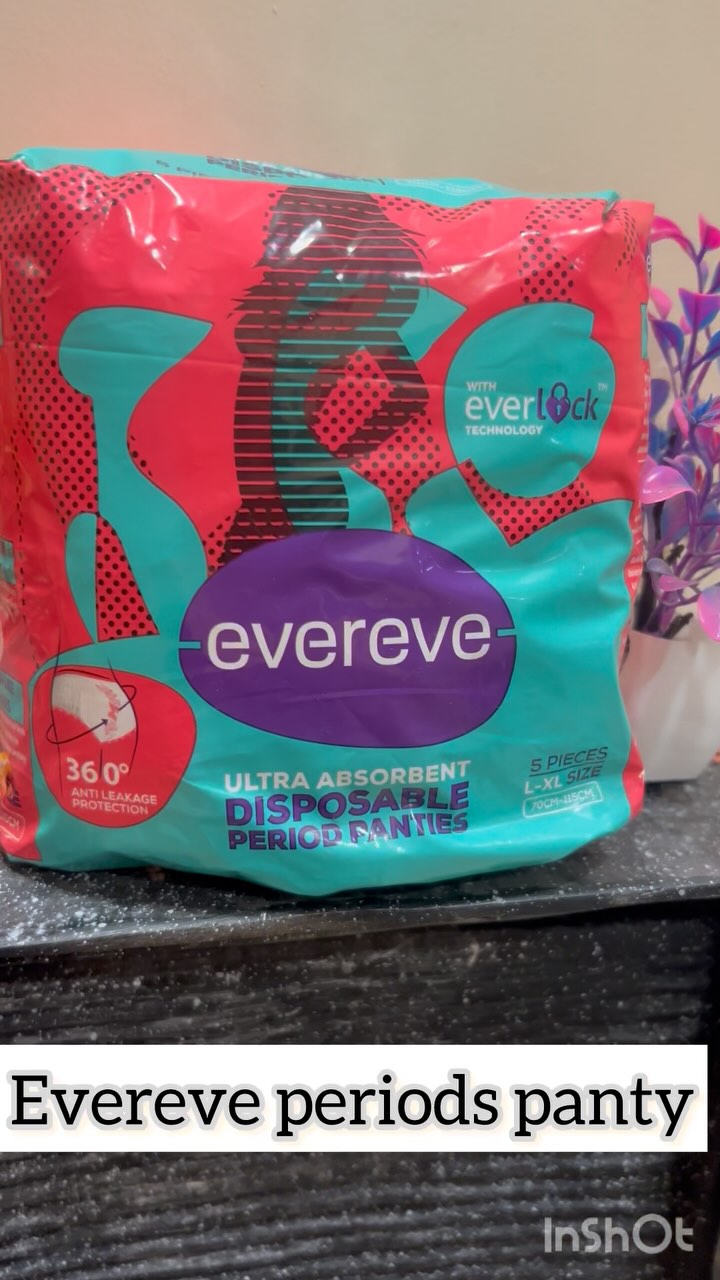 WITH
everlock™
TECHNOLOGY
evereve
360°
ANTI LEAKAGE
PROTECTION
ULTRA ABSORBENT
DISPOSABLE
PERIOD PANTIES
5 PIECES
L-XL SIZE
70CM-115CM
Evereve periods panty
InShOt